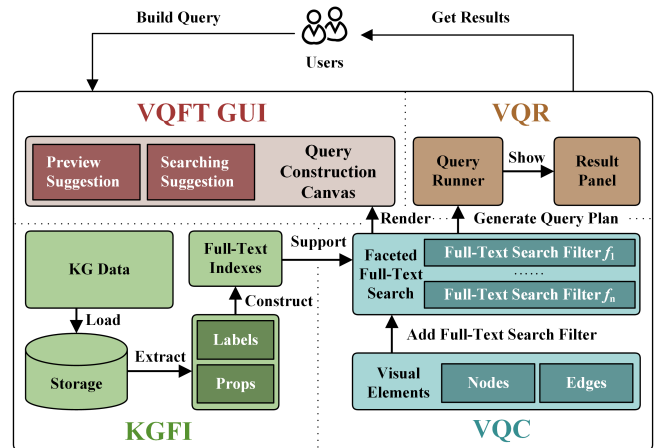 Build Query
Get Results
Users
VQFT GUI
VQR
Preview
Suggestion
Searching
Suggestion
Query
Construction
Canvas
Query
Runner
Show
Result
Panel
Render
Generate Query Plan
KG Data
Full-Text
Indexes
Support
Faceted
Full-Text
Search
Full-Text Search Filter f1
......
Full-Text Search Filter fn
Load
Construct
Storage
Extract
Labels
Props
Add Full-Text Search Filter
Visual
Elements
Nodes
Edges
KGFI
VQC